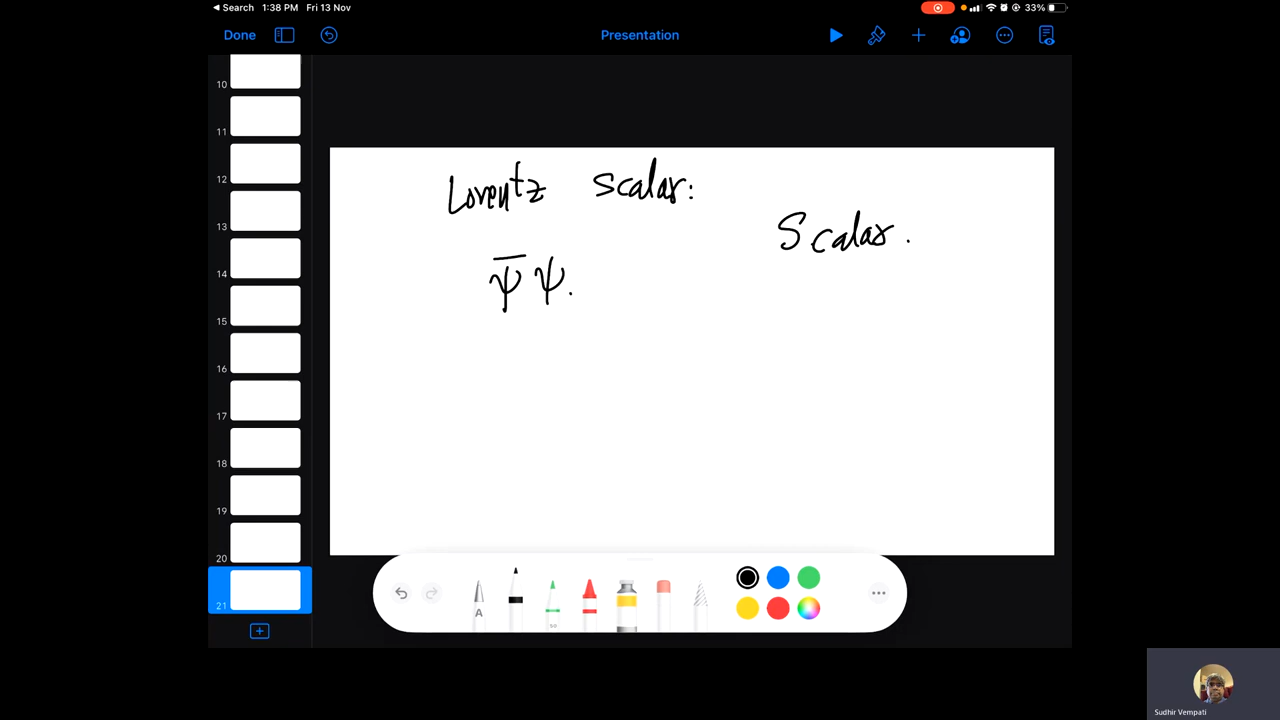 Search 1:38 PM Fri 13 Nov 33%
Done Presentation
10
11
12
13
14
15
16
17
18
19
20
21
Lorentz scalar:
Scalar.
ψ̅ ψ.
A
50
Sudhir Vempati